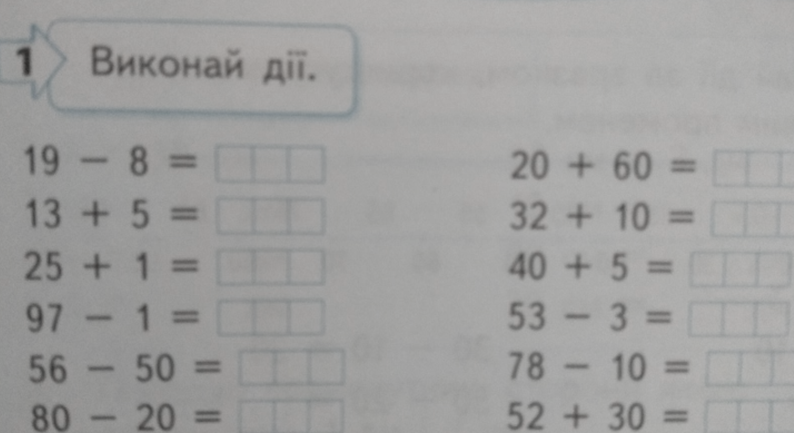 1 Виконай дії.
19 − 8 =
13 + 5 =
25 + 1 =
97 − 1 =
56 − 50 =
80 − 20 =
20 + 60 =
32 + 10 =
40 + 5 =
53 − 3 =
78 − 10 =
52 + 30 =